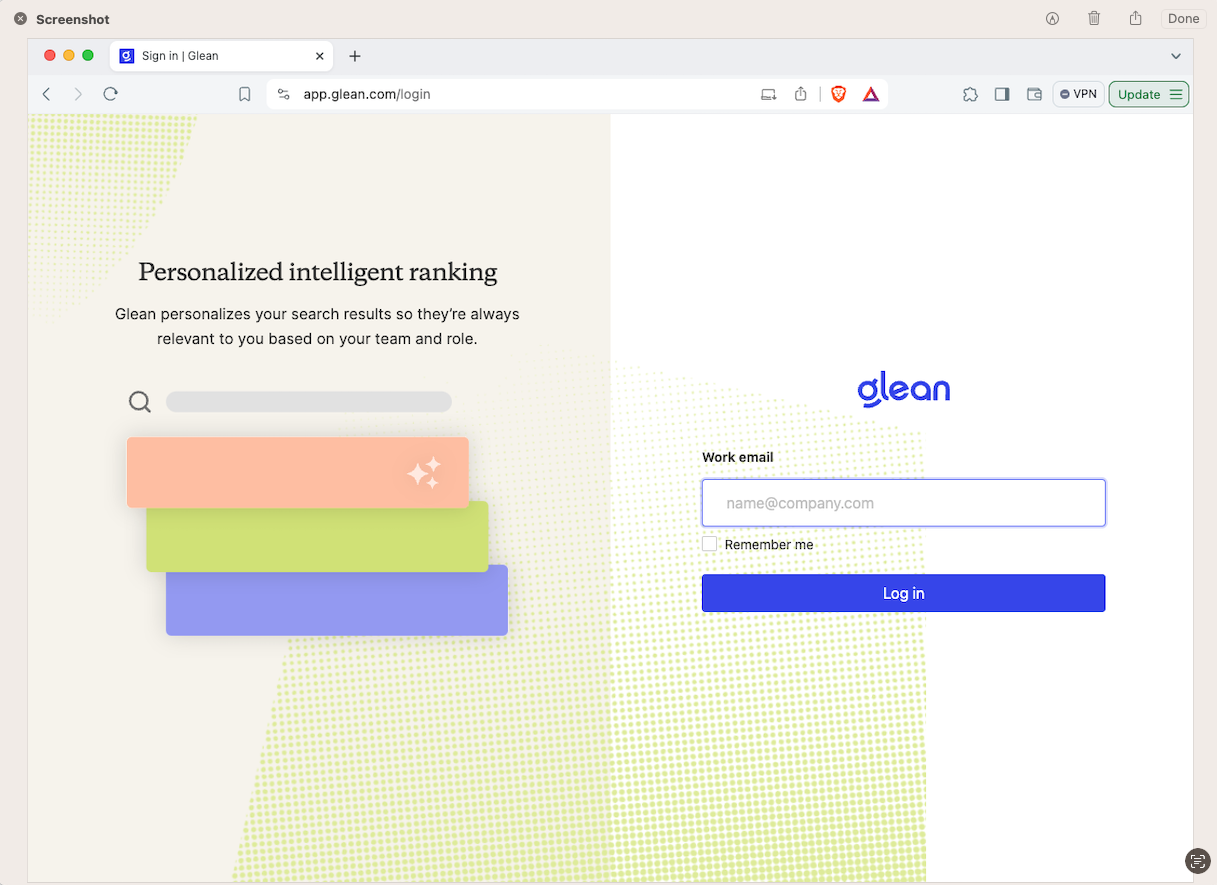 Screenshot
Done
Sign in | Glean
app.glean.com/login
VPN
Update
Personalized intelligent ranking
Glean personalizes your search results so they’re always
relevant to you based on your team and role.
glean
Work email
name@company.com
Remember me
Log in